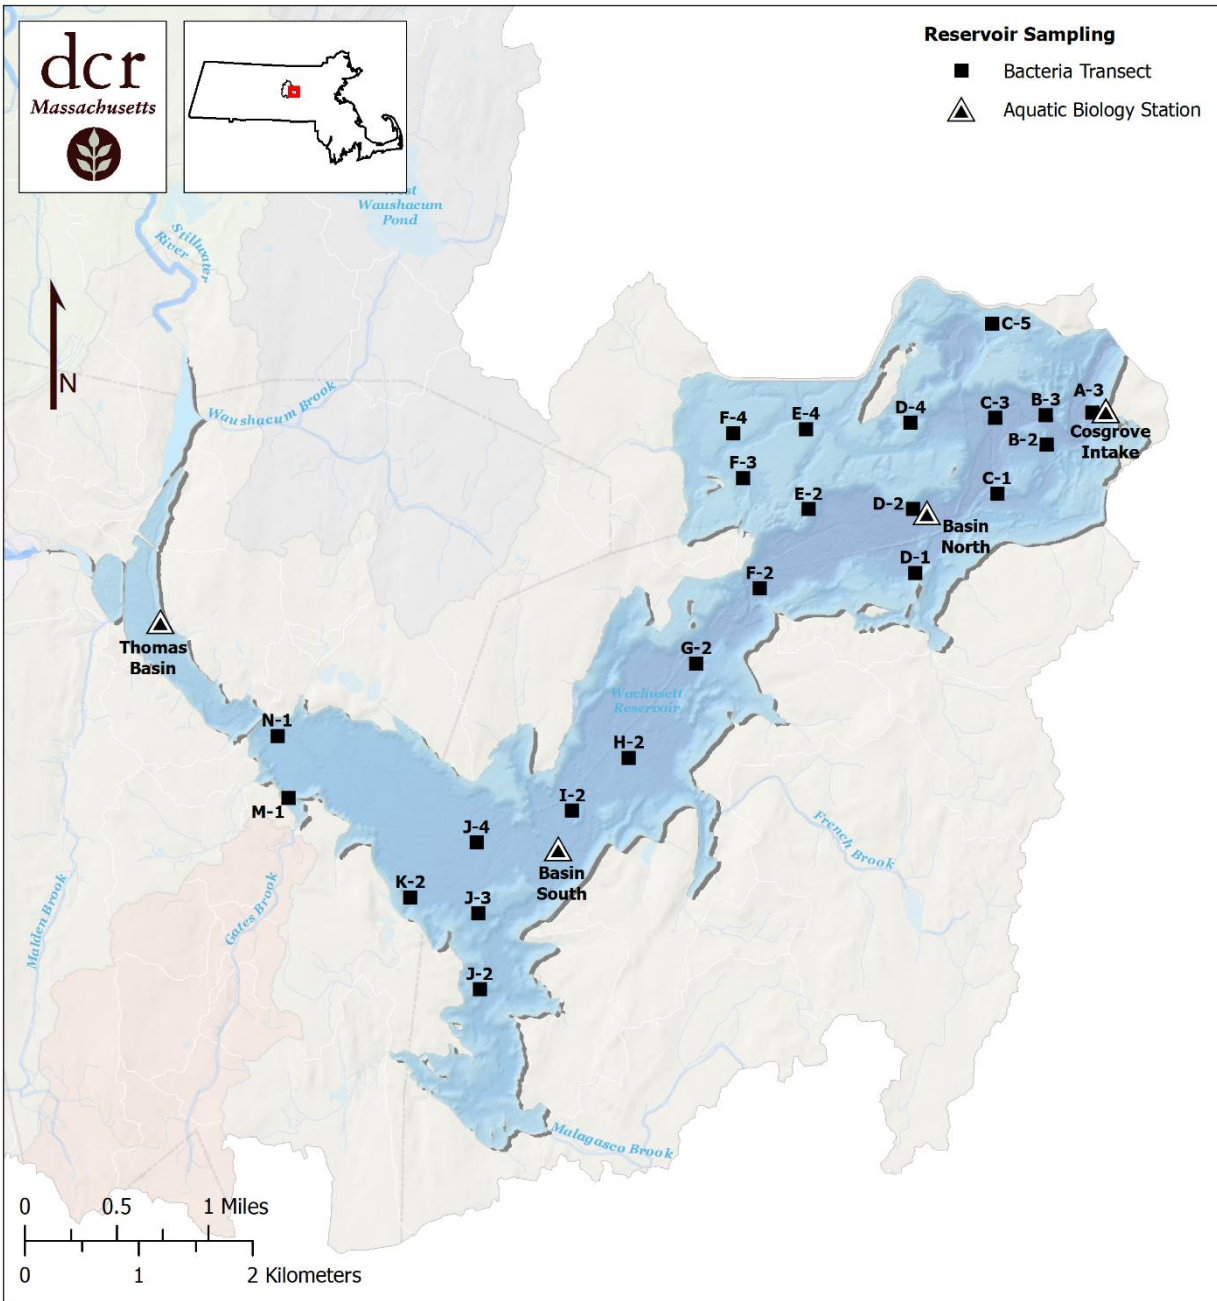 dcr
Massachusetts
Reservoir Sampling
Bacteria Transect
Aquatic Biology Station
West
Waushacum
Pond
Stillwater
River
N
Waushacum Brook
C-5
A-3
B-3
C-3
D-4
E-4
F-4
Cosgrove
Intake
B-2
F-3
C-1
E-2
D-2
Basin
North
D-1
F-2
Thomas
Basin
G-2
Wachusett
Reservoir
N-1
H-2
M-1
I-2
J-4
French Brook
Basin
South
K-2
J-3
Malden Brook
Gates Brook
J-2
Malagasco Brook
0 0.5 1 Miles
0 1 2 Kilometers